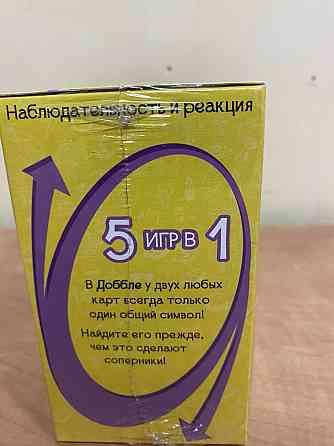 Наблюдательность и реакция
5 ИГР В 1
В Доббле у двух любых
карт всегда только
один общий символ!
Найдите его прежде,
чем это сделают
соперники!